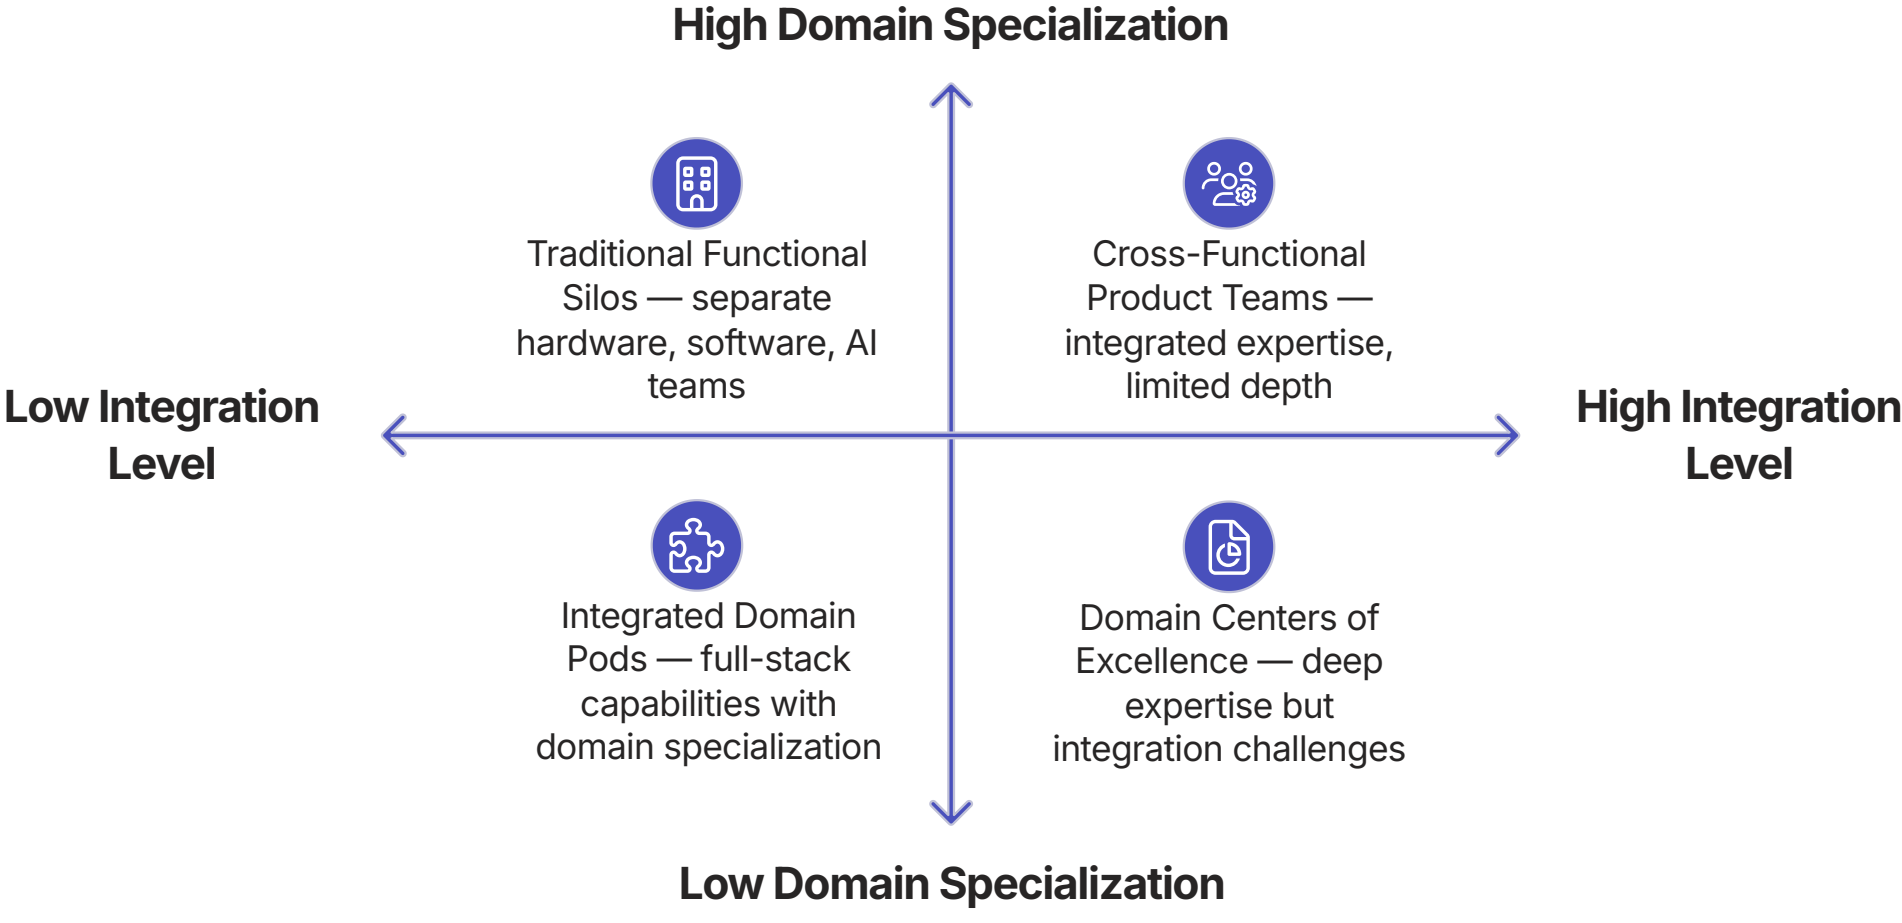 High Domain Specialization
Traditional Functional
Silos — separate
hardware, software, AI
teams
Cross-Functional
Product Teams —
integrated expertise,
limited depth
Low Integration
Level
High Integration
Level
Integrated Domain
Pods — full-stack
capabilities with
domain specialization
Domain Centers of
Excellence — deep
expertise but
integration challenges
Low Domain Specialization